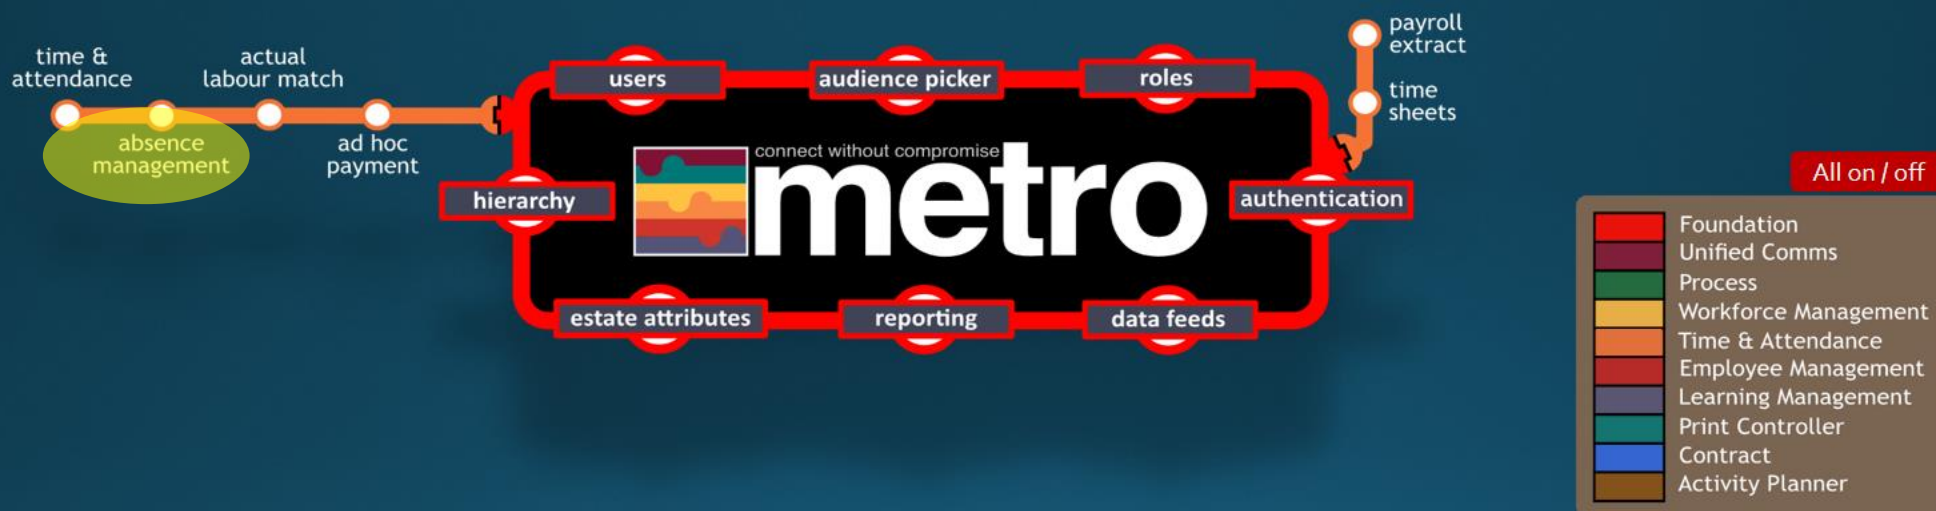 time &
attendance
absence
management
actual
labour match
ad hoc
payment
users
audience picker
roles
hierarchy
connect without compromise
metro
authentication
estate attributes
reporting
data feeds
payroll
extract
time
sheets
All on / off
Foundation
Unified Comms
Process
Workforce Management
Time & Attendance
Employee Management
Learning Management
Print Controller
Contract
Activity Planner